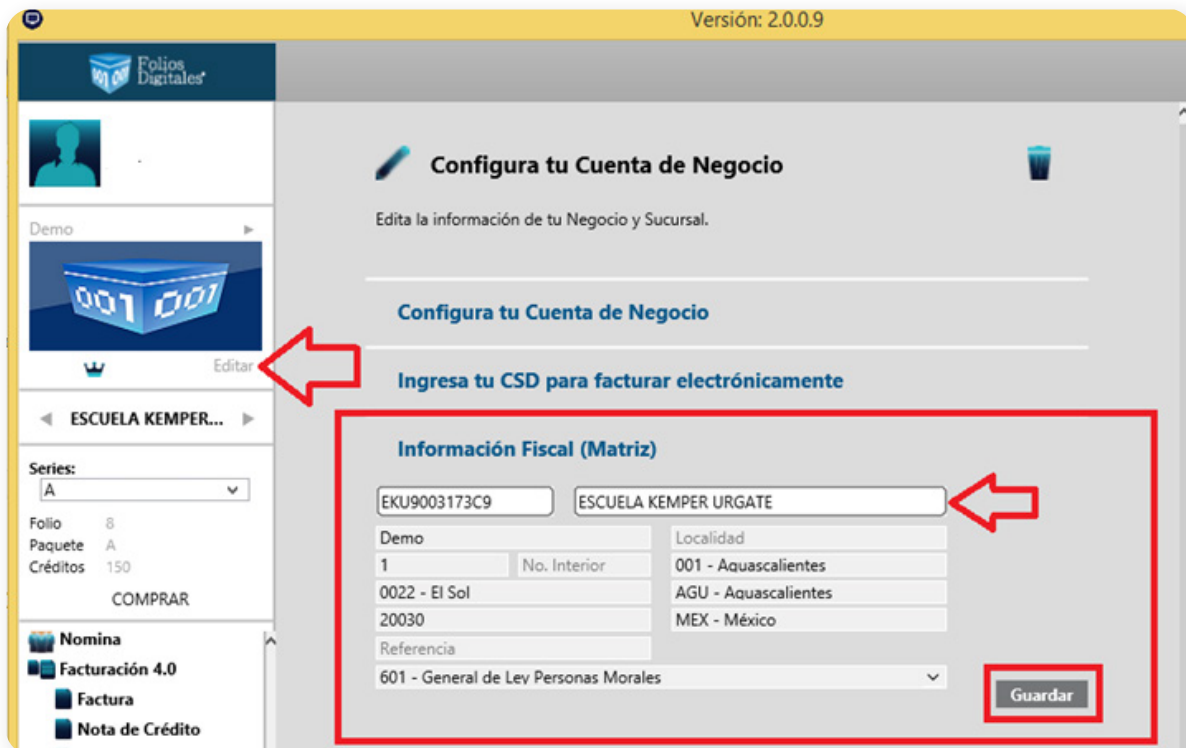 Versión: 2.0.0.9
Folios
Digitales
001 001
Demo
001 001
Editar
ESCUELA KEMPER...
Series:
A
Folio 8
Paquete A
Créditos 150
COMPRAR
Nomina
Facturación 4.0
Factura
Nota de Crédito
Configura tu Cuenta de Negocio
Edita la información de tu Negocio y Sucursal.
Configura tu Cuenta de Negocio
Ingresa tu CSD para facturar electrónicamente
Información Fiscal (Matriz)
EKU9003173C9 ESCUELA KEMPER URGATE
Demo Localidad
1 No. Interior 001 - Aguascalientes
0022 - El Sol AGU - Aguascalientes
20030 MEX - México
Referencia
601 - General de Ley Personas Morales
Guardar